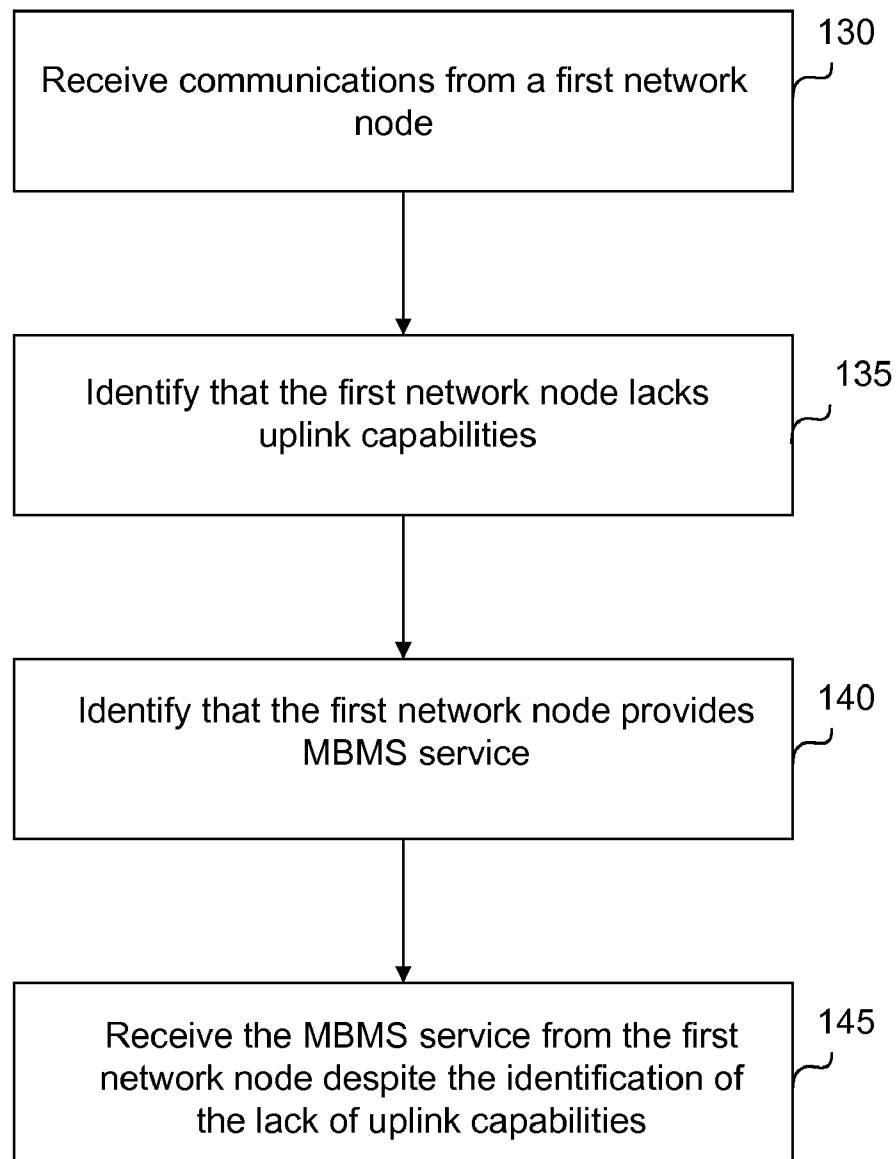 130
Receive communications from a first network
node
135
Identify that the first network node lacks
uplink capabilities
140
Identify that the first network node provides
MBMS service
145
Receive the MBMS service from the first
network node despite the identification of
the lack of uplink capabilities